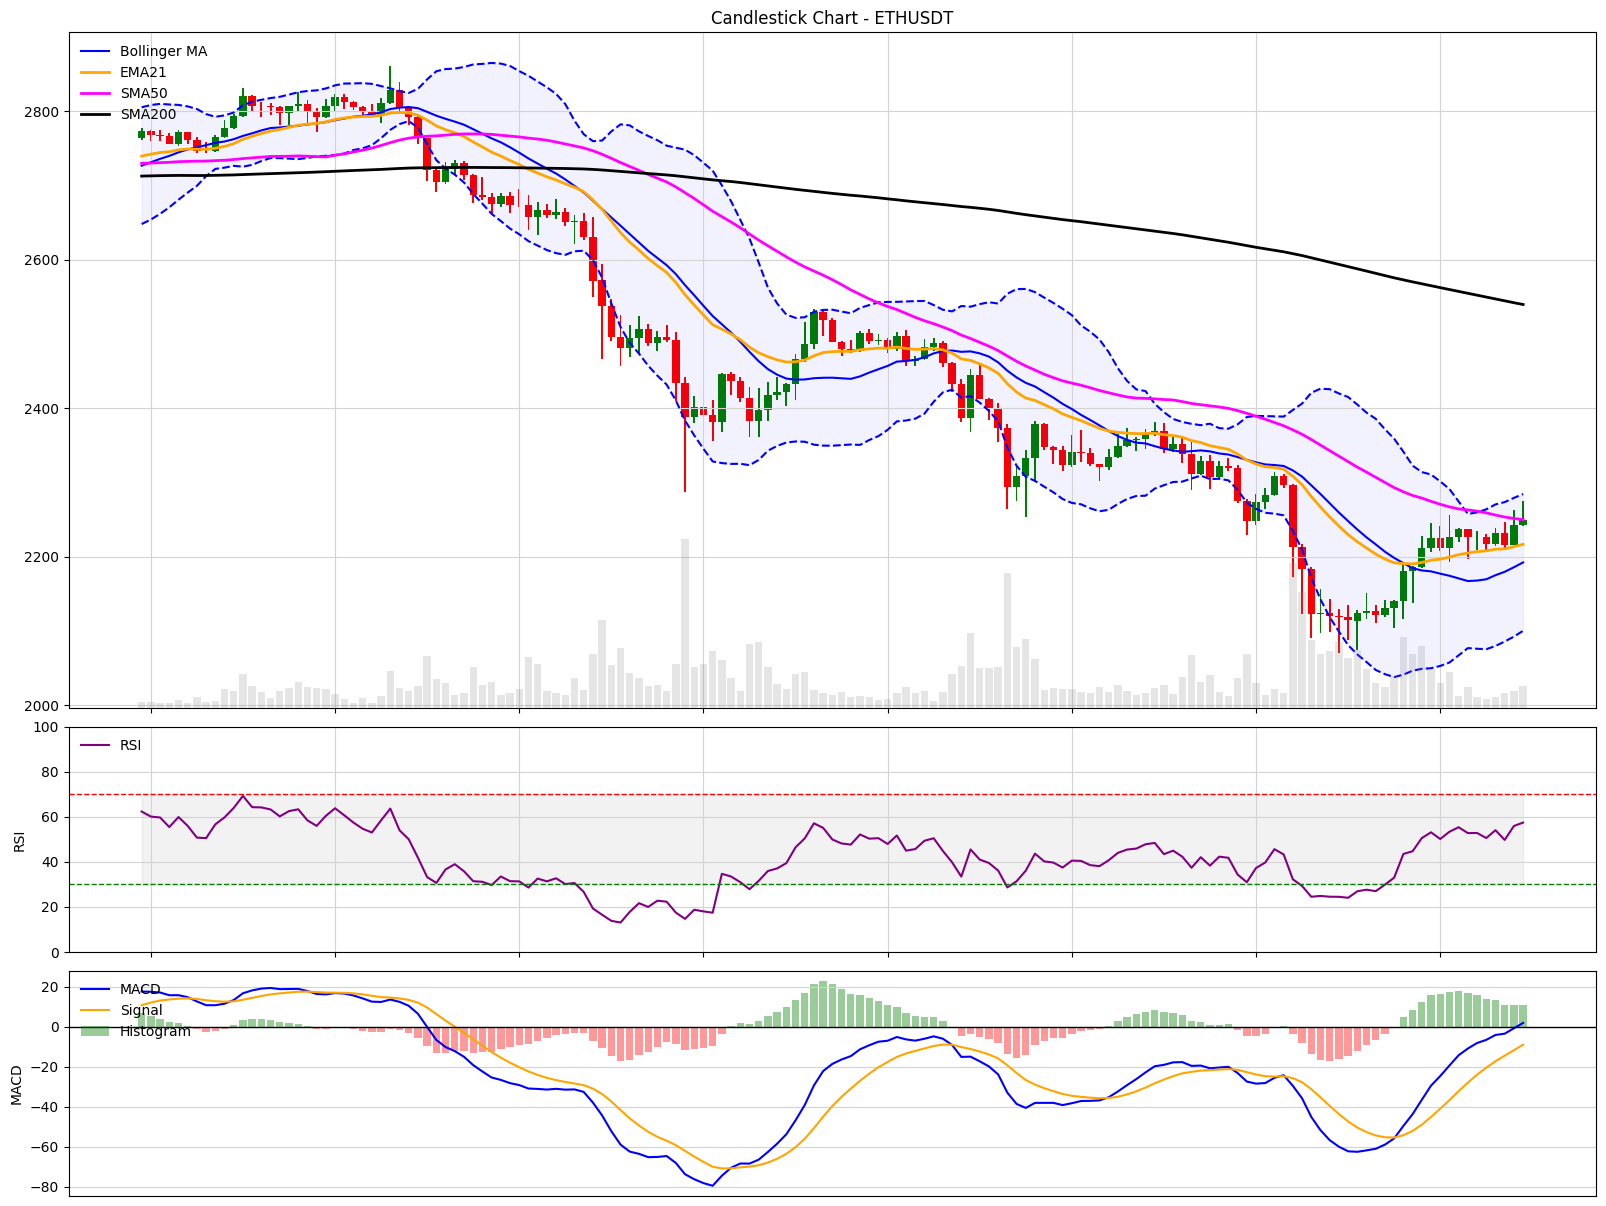 Candlestick Chart - ETHUSDT
Bollinger MA
EMA21
SMA50
SMA200
2800
2600
2400
2200
2000
RSI
100
80
60
40
20
0
RSI
MACD
Signal
Histogram
20
0
−20
−40
−60
−80
MACD